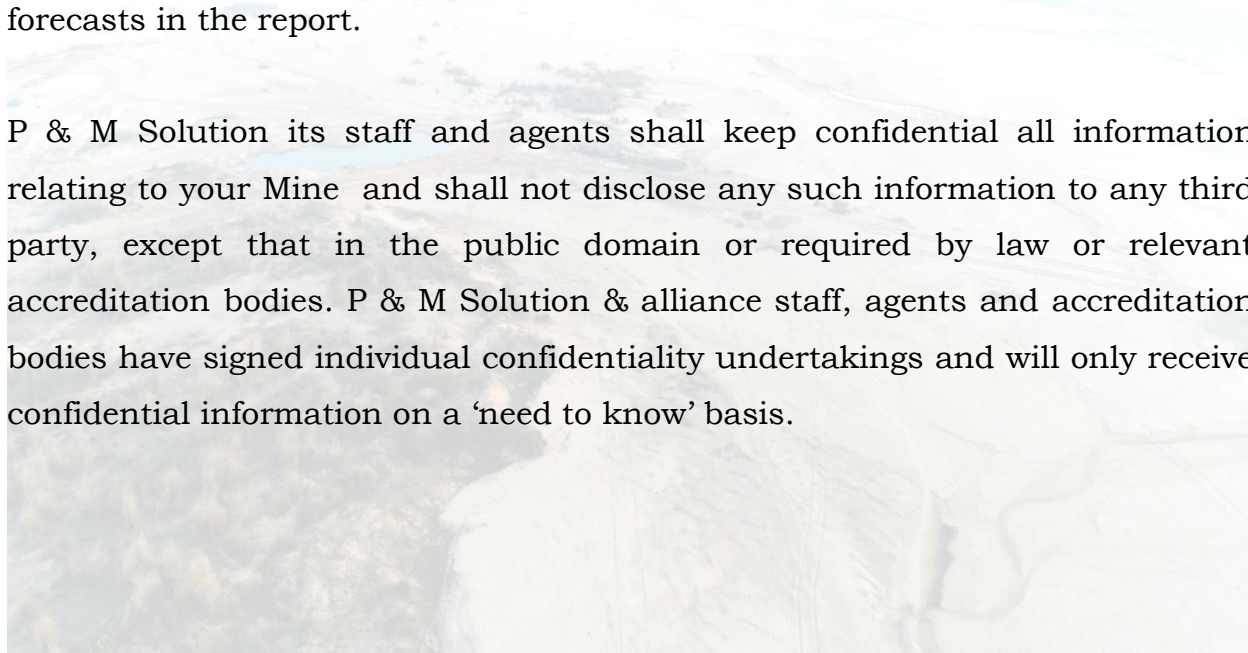 forecasts in the report.
P & M Solution its staff and agents shall keep confidential all information
relating to your Mine  and shall not disclose any such information to any third
party, except that in the public domain or required by law or relevant
accreditation bodies. P & M Solution & alliance staff, agents and accreditation
bodies have signed individual confidentiality undertakings and will only receive
confidential information on a ‘need to know’ basis.